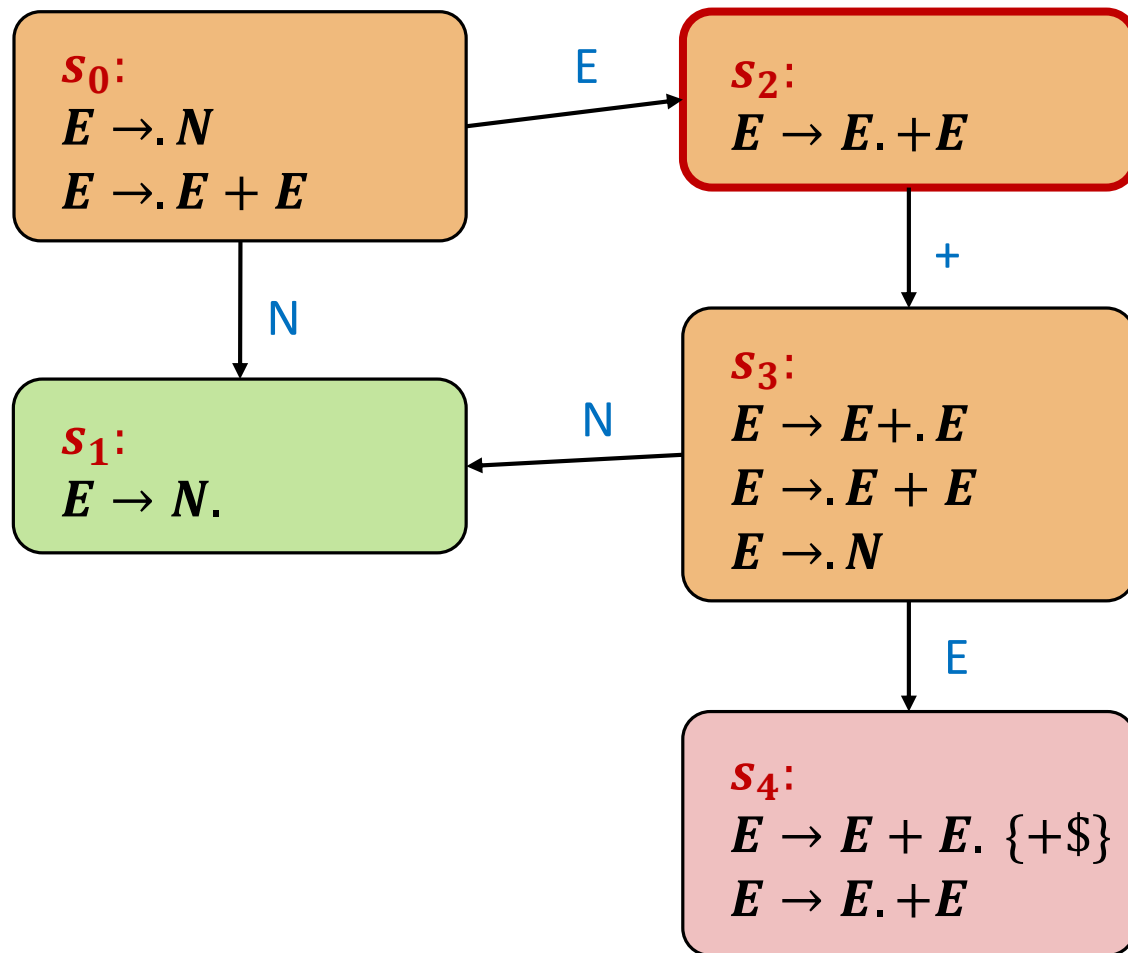 s₀:
E →. N
E →. E + E
E
s₂:
E → E. +E
N
+
s₁:
E → N.
N
s₃:
E → E+. E
E →. E + E
E →. N
E
s₄:
E → E + E. {+$}
E → E. +E